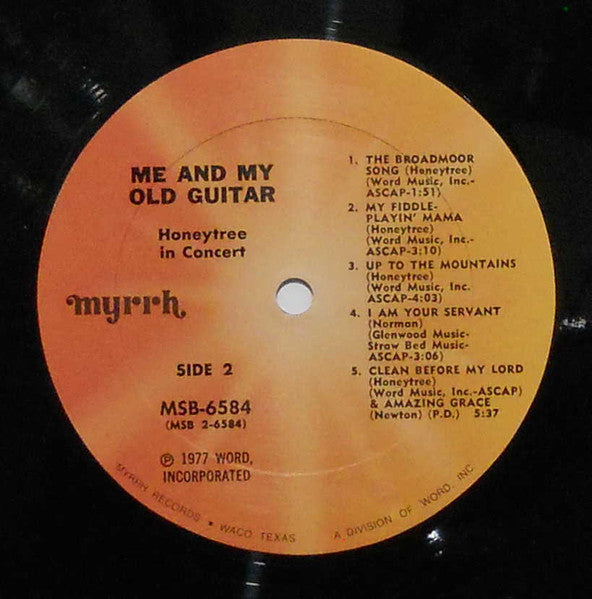 ME AND MY
OLD GUITAR
Honeytree
in Concert
myrrh.
SIDE 2
MSB-6584
(MSB 2-6584)
℗ 1977 WORD,
INCORPORATED
1. THE BROADMOOR
SONG (Honeytree)
(Word Music, Inc.-
ASCAP-1:51)
2. MY FIDDLE-
PLAYIN' MAMA
(Honeytree)
(Word Music, Inc.-
ASCAP-3:10)
3. UP TO THE MOUNTAINS
(Honeytree)
(Word Music, Inc.
ASCAP-4:03)
4. I AM YOUR SERVANT
(Norman)
(Glenwood Music-
Straw Bed Music-
ASCAP-3:06)
5. CLEAN BEFORE MY LORD
(Honeytree)
(Word Music, Inc.-ASCAP)
& AMAZING GRACE
(Newton) (P.D.) 5:37
MYRRH RECORDS • WACO, TEXAS A DIVISION OF WORD, INC.